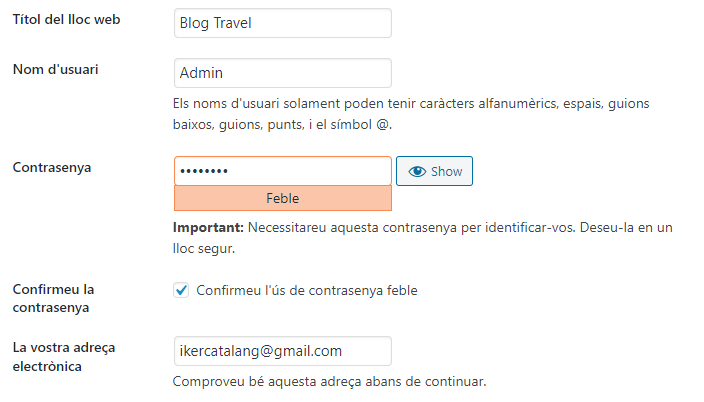 Títol del lloc web
Blog Travel
Nom d'usuari
Admin
Els noms d'usuari solament poden tenir caràcters alfanumèrics, espais, guions
baixos, guions, punts, i el símbol @.
Contrasenya
••••••••
Show
Feble
Important: Necessitareu aquesta contrasenya per identificar-vos. Deseu-la en un
lloc segur.
Confirmeu la
contrasenya
Confirmeu l'ús de contrasenya feble
La vostra adreça
electrònica
ikercatalang@gmail.com
Comproveu bé aquesta adreça abans de continuar.